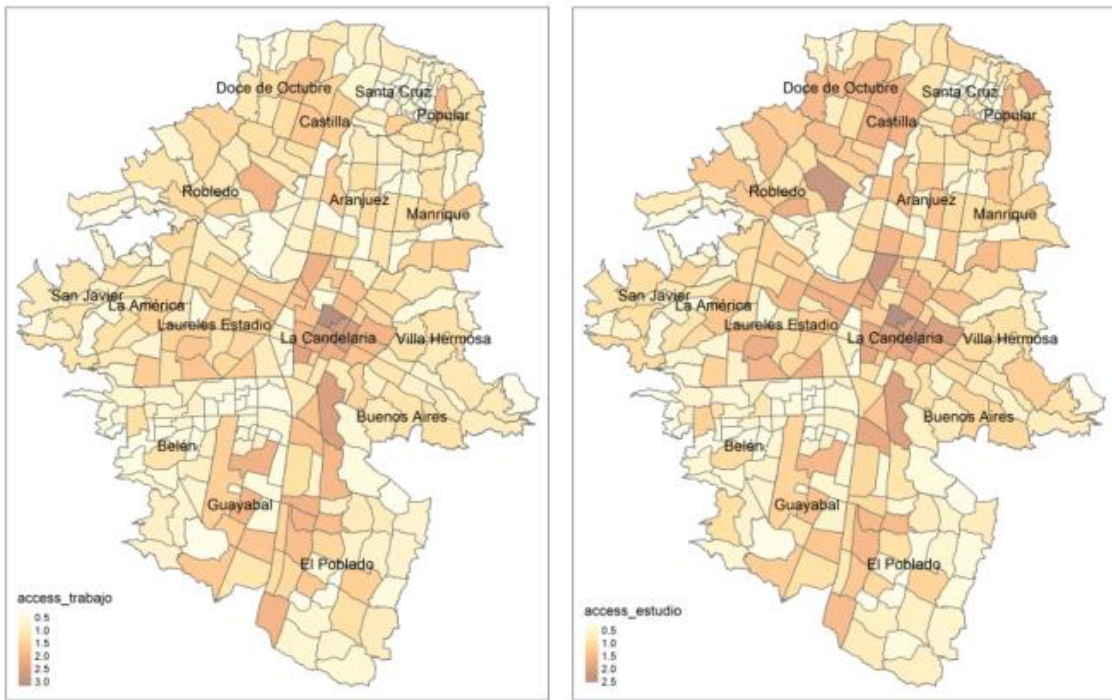 Doce de Octubre
Santa Cruz
Popular
Castilla
Robledo
Aranjuez
Manrique
San Javier
La América
Laureles Estadio
La Candelaria
Villa Hermosa
Buenos Aires
Belén
Guayabal
El Poblado
access_trabajo
0.5
1.0
1.5
2.0
2.5
3.0
Doce de Octubre
Santa Cruz
Popular
Castilla
Robledo
Aranjuez
Manrique
San Javier
La América
Laureles Estadio
La Candelaria
Villa Hermosa
Buenos Aires
Belén
Guayabal
El Poblado
access_estudio
0.5
1.0
1.5
2.0
2.5